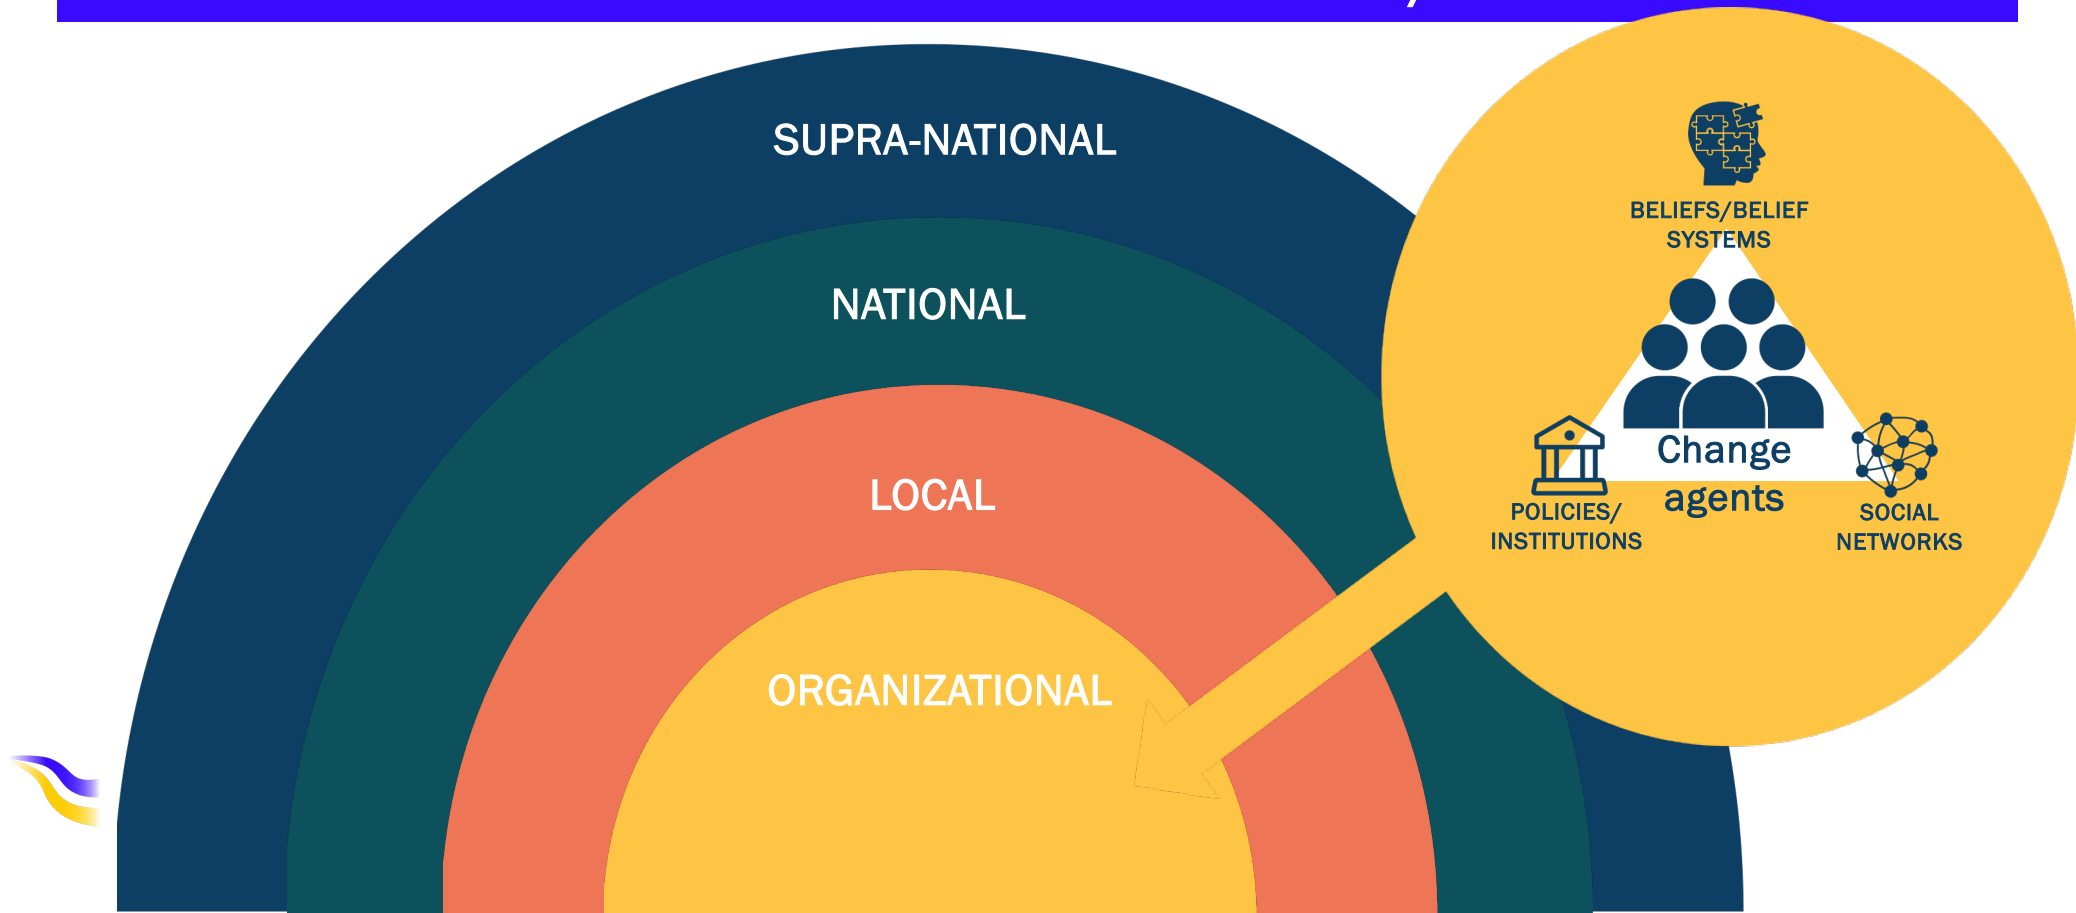 SUPRA-NATIONAL
NATIONAL
LOCAL
ORGANIZATIONAL
BELIEFS/BELIEF
SYSTEMS
Change
agents
POLICIES/
INSTITUTIONS
SOCIAL
NETWORKS